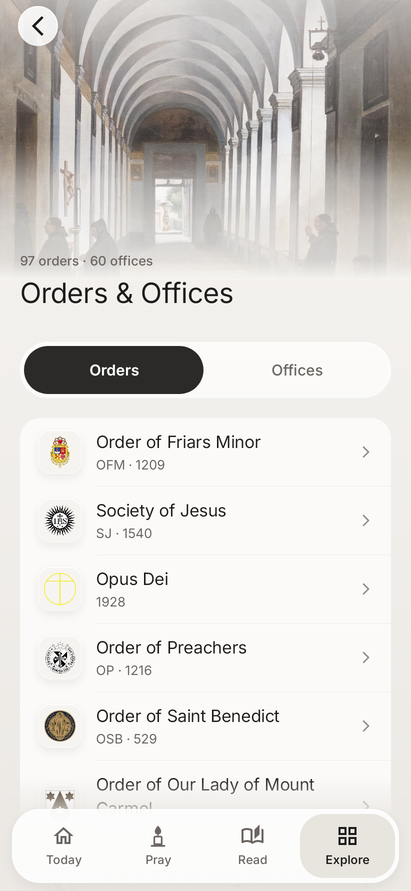 97 orders · 60 offices
Orders & Offices
Orders
Offices
Order of Friars Minor
OFM · 1209
Society of Jesus
IHS
SJ · 1540
Opus Dei
1928
Order of Preachers
OP · 1216
Order of Saint Benedict
OSB · 529
Order of Our Lady of Mount
Carmel
Today
Pray
Read
Explore